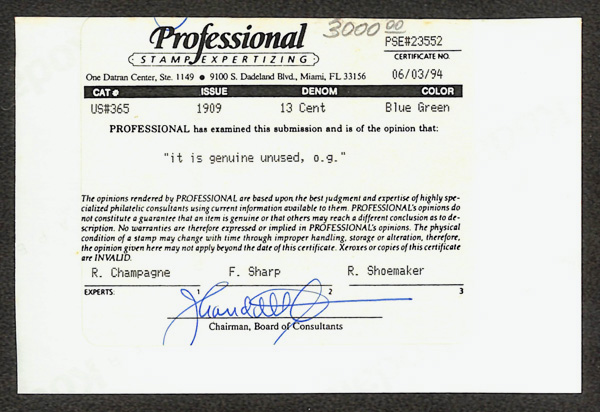 Professional 3000 00 PSE#23552
STAMP EXPERTIZING CERTIFICATE NO.
One Datran Center, Ste. 1149 ● 9100 S. Dadeland Blvd., Miami, FL 33156 06/03/94
CAT # ISSUE DENOM COLOR
US#365 1909 13 Cent Blue Green
PROFESSIONAL has examined this submission and is of the opinion that:
"it is genuine unused, o.g."
The opinions rendered by PROFESSIONAL are based upon the best judgment and expertise of highly spe-
cialized philatelic consultants using current information available to them. PROFESSIONAL's opinions do
not constitute a guarantee that an item is genuine or that others may reach a different conclusion as to de-
scription. No warranties are therefore expressed or implied in PROFESSIONAL's opinions. The physical
condition of a stamp may change with time through improper handling, storage or alteration, therefore,
the opinion given here may not apply beyond the date of this certificate. Xeroxes or copies of this certificate
are INVALID.
R. Champagne F. Sharp R. Shoemaker
EXPERTS: 1 2 3
Chairman, Board of Consultants